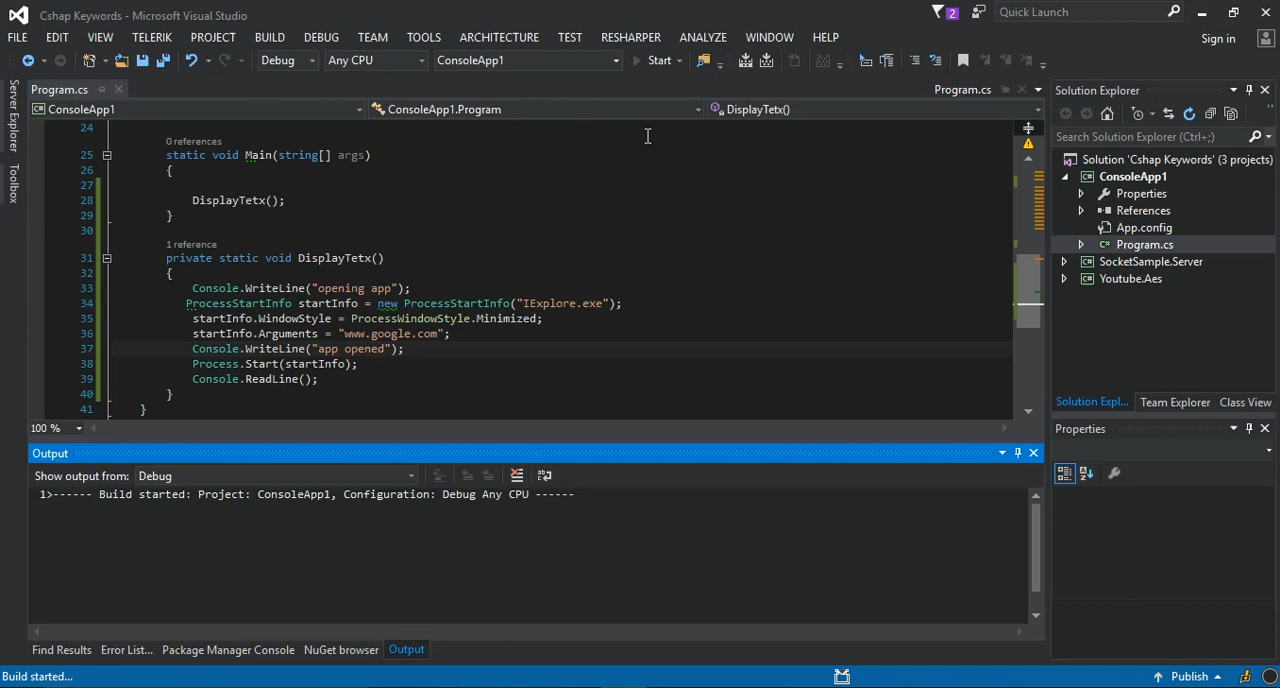 Cshap Keywords - Microsoft Visual Studio
2
Quick Launch (Ctrl+Q)
FILE EDIT VIEW TELERIK PROJECT BUILD DEBUG TEAM TOOLS ARCHITECTURE TEST RESHARPER ANALYZE WINDOW HELP
Sign in
Debug Any CPU ConsoleApp1 Start
Server Explorer
Toolbox
Program.cs
Program.cs
ConsoleApp1 ConsoleApp1.Program DisplayTetx()
24
0 references
25 static void Main(string[] args)
26 {
27
28 DisplayTetx();
29 }
30
1 reference
31 private static void DisplayTetx()
32 {
33 Console.WriteLine("opening app");
34 ProcessStartInfo startInfo = new ProcessStartInfo("IExplore.exe");
35 startInfo.WindowStyle = ProcessWindowStyle.Minimized;
36 startInfo.Arguments = "www.google.com";
37 Console.WriteLine("app opened");
38 Process.Start(startInfo);
39 Console.ReadLine();
40 }
41 }
100 %
Output
Show output from: Debug
1>------ Build started: Project: ConsoleApp1, Configuration: Debug Any CPU ------
Find Results Error List... Package Manager Console NuGet browser Output
Build started...
Publish
Solution Explorer
Search Solution Explorer (Ctrl+;)
Solution 'Cshap Keywords' (3 projects)
ConsoleApp1
Properties
References
App.config
Program.cs
SocketSample.Server
Youtube.Aes
Solution Expl... Team Explorer Class View
Properties